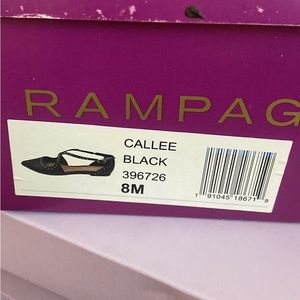 RAMPAG
CALLEE
BLACK
396726
8M
1 91045 18671 9